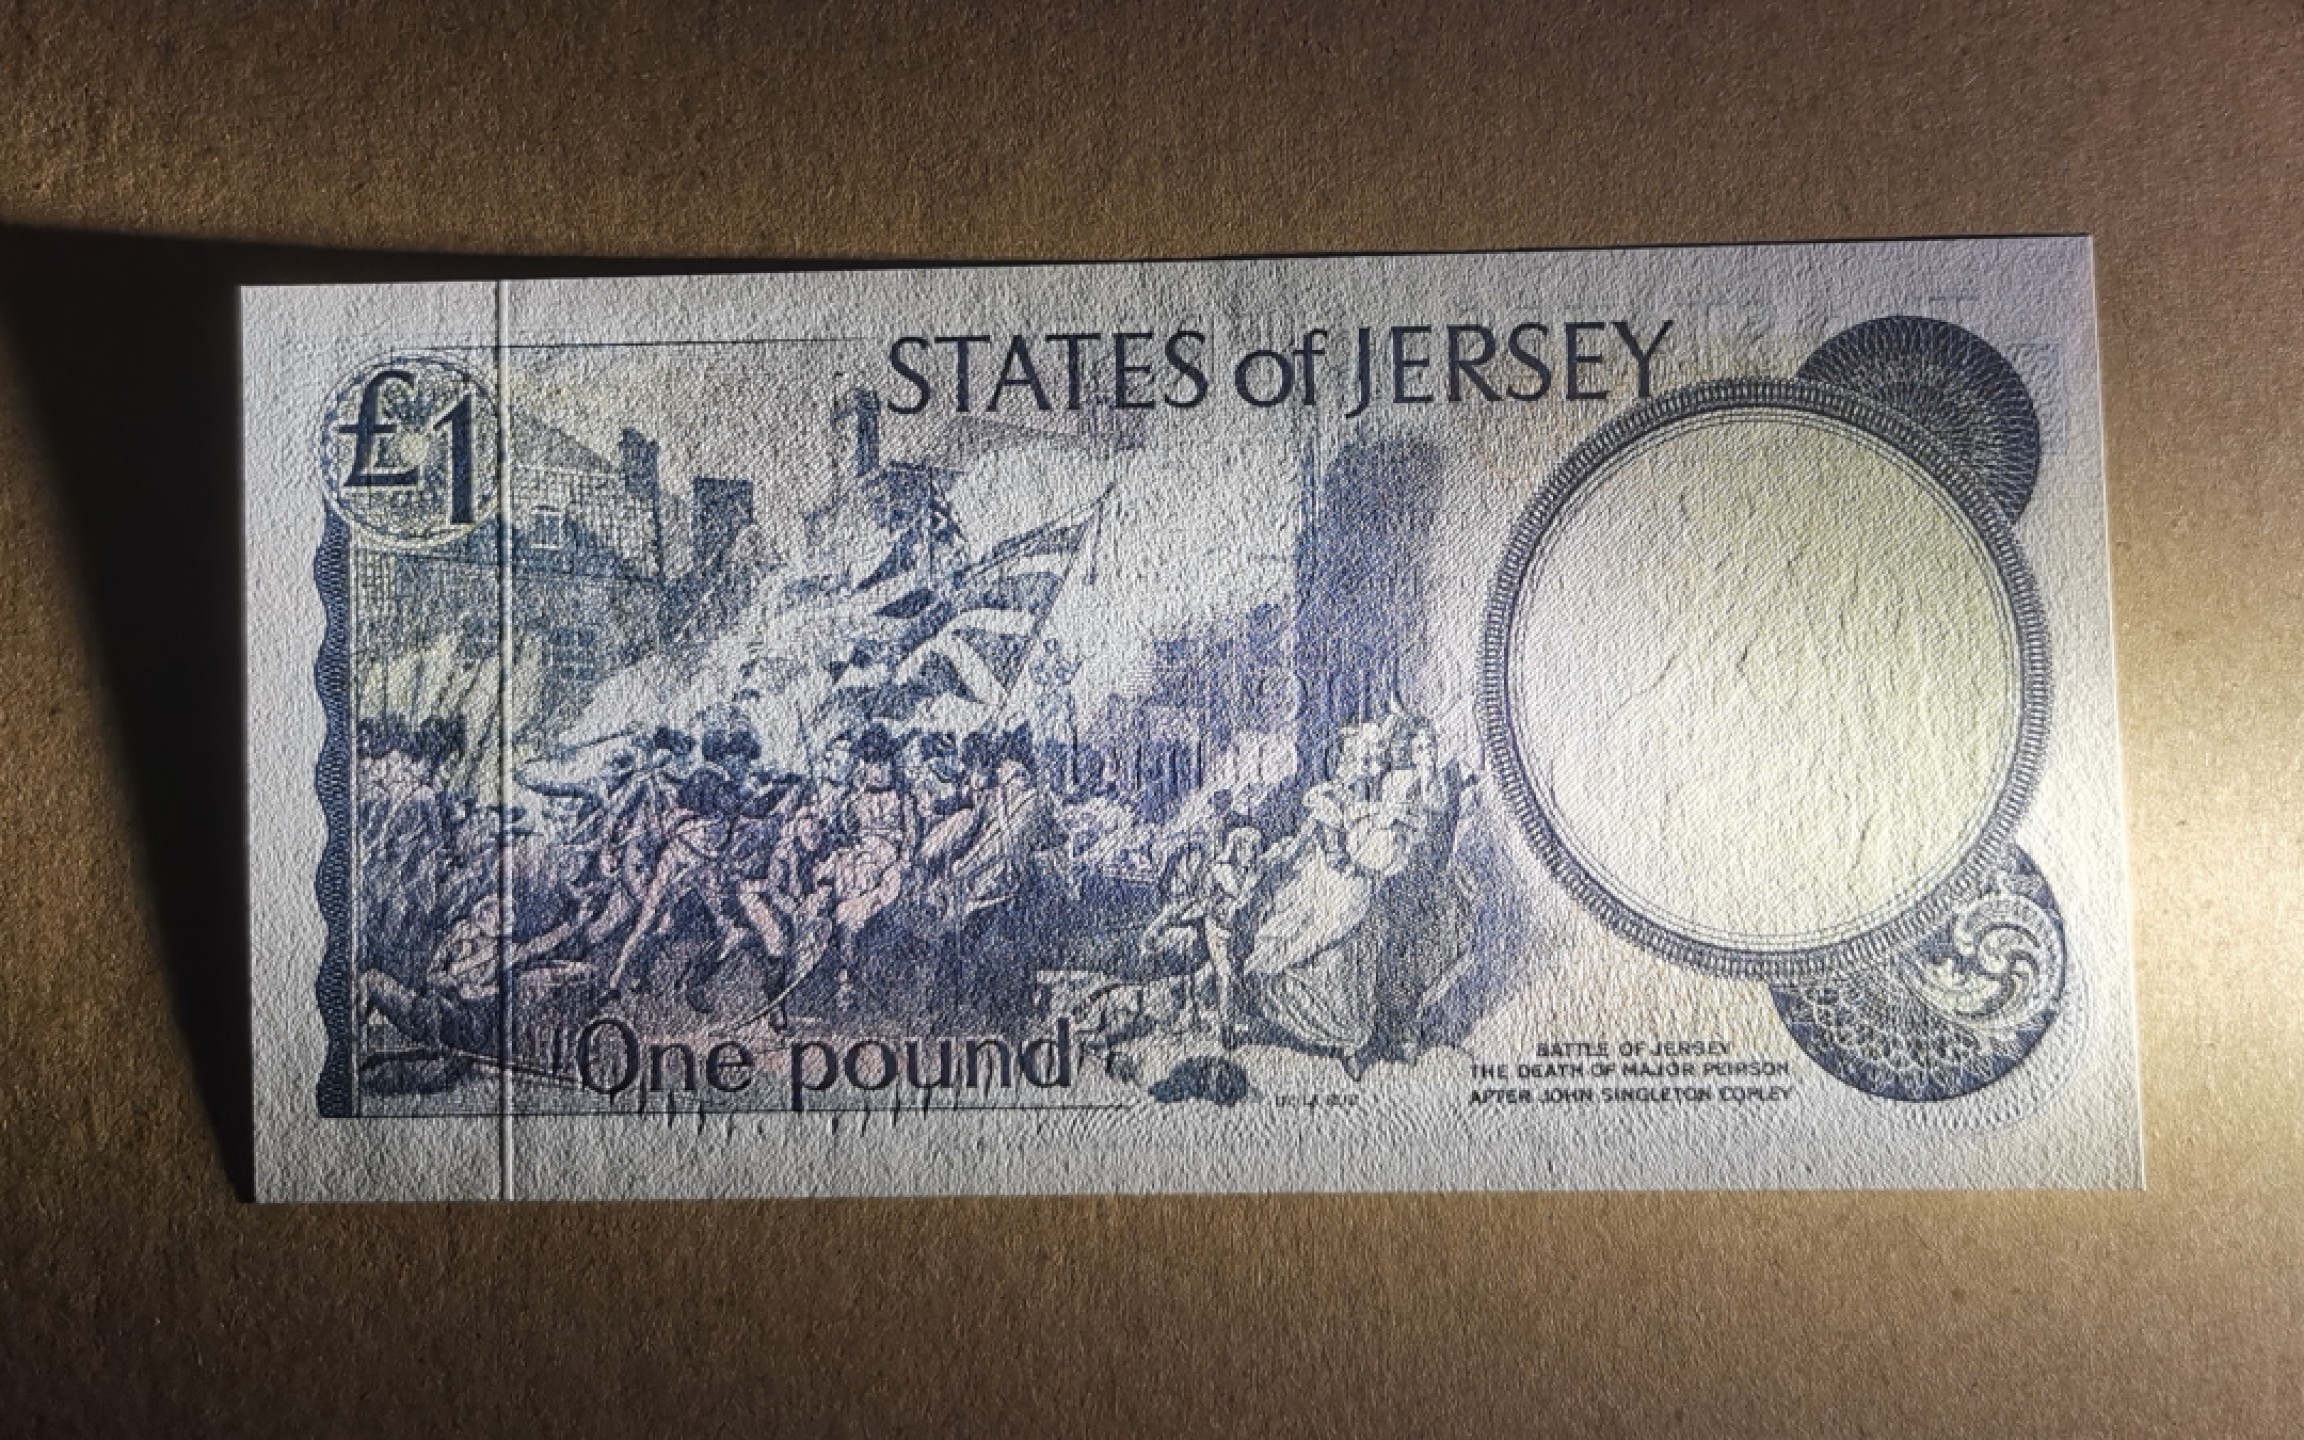 STATES of JERSEY
£1
One pound
BATTLE OF JERSEY
THE DEATH OF MAJOR PEIRSON
AFTER JOHN SINGLETON COPLEY